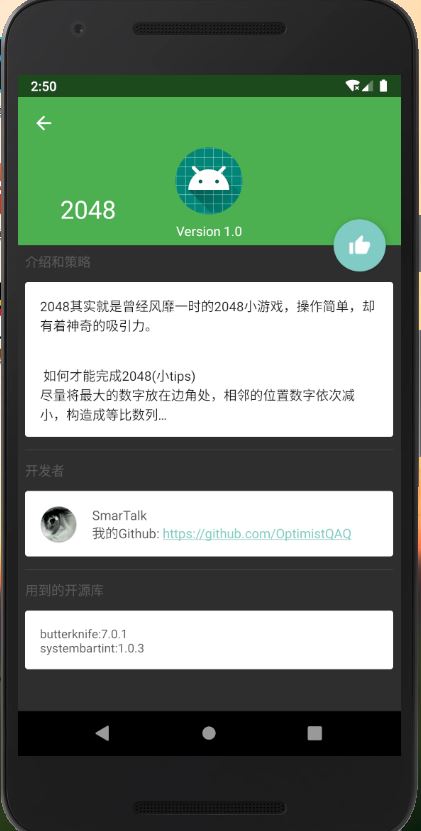 2:50
2048
Version 1.0
介绍和策略
2048其实就是曾经风靡一时的2048小游戏，操作简单，却
有着神奇的吸引力。
如何才能完成2048(小tips)
尽量将最大的数字放在边角处，相邻的位置数字依次减
小，构造成等比数列...
开发者
SmarTalk
我的Github: https://github.com/OptimistQAQ
用到的开源库
butterknife:7.0.1
systembartint:1.0.3